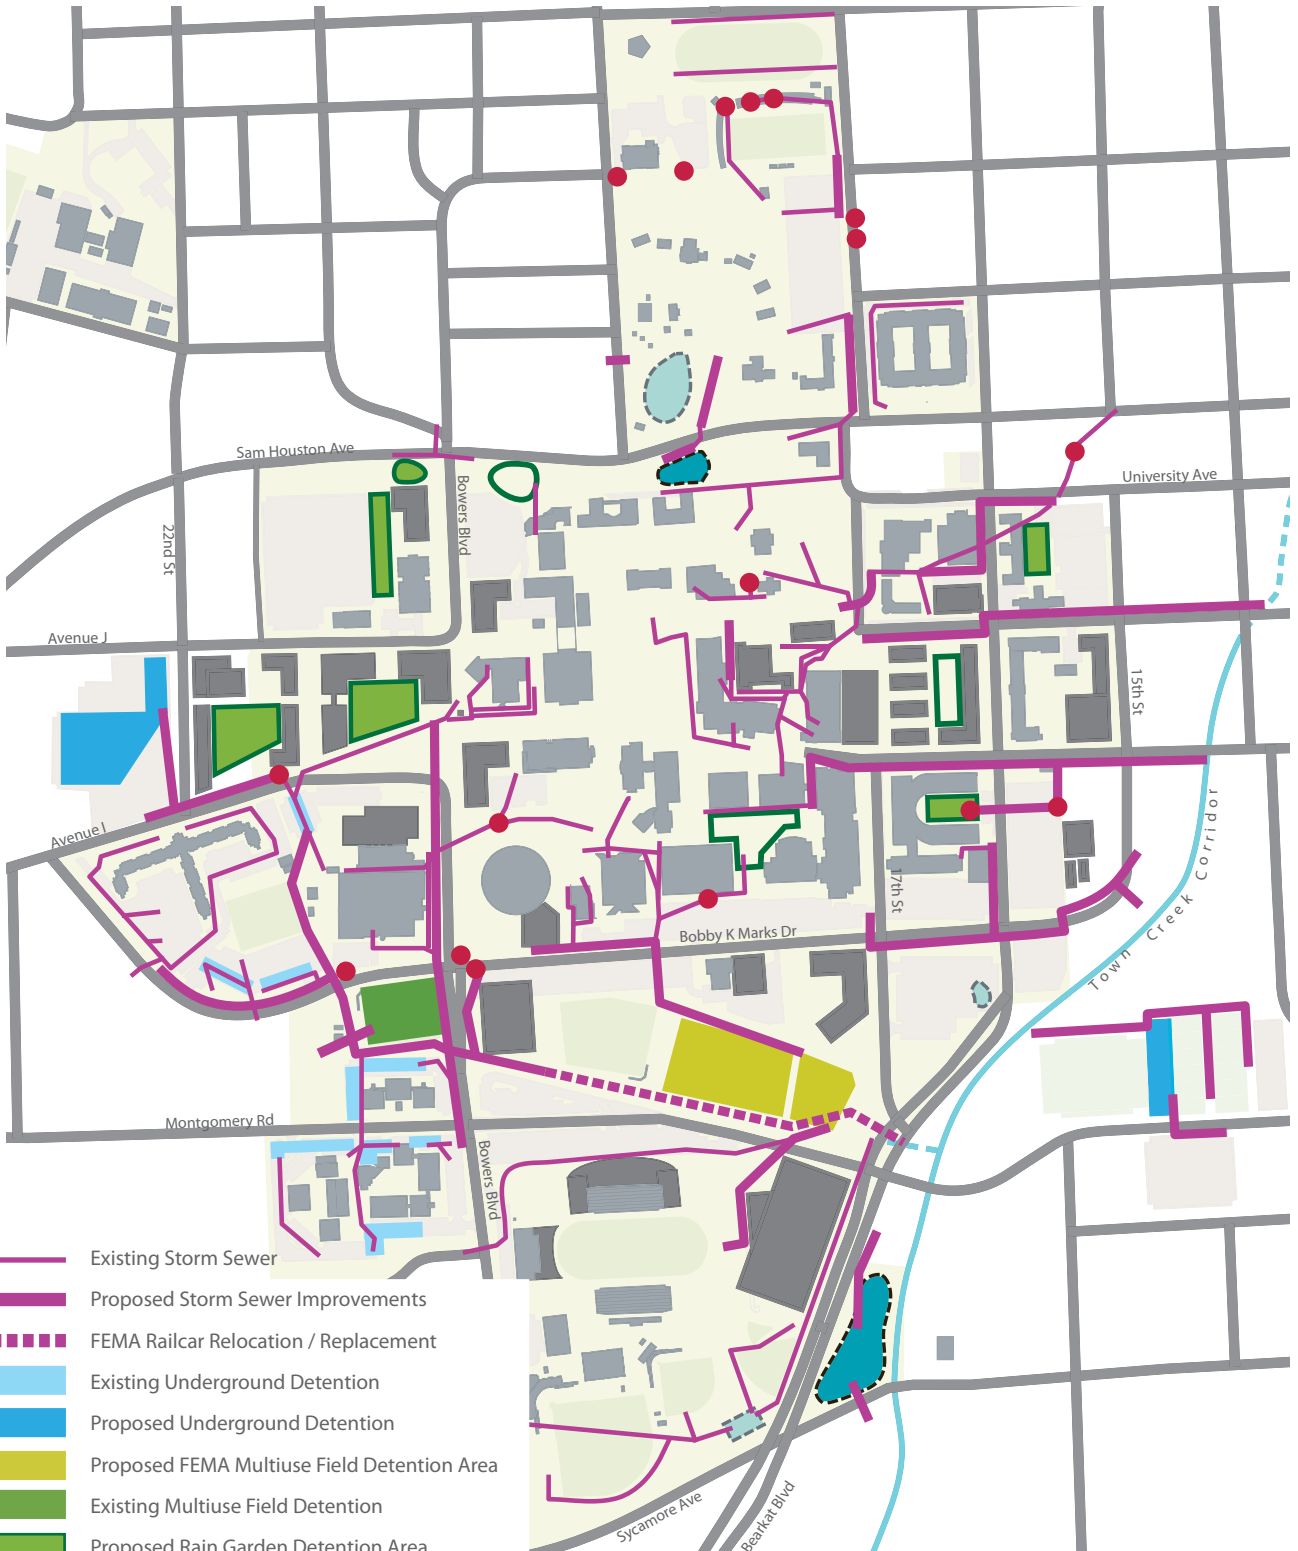 Sam Houston Ave
University Ave
Bowers Blvd
22nd St
Avenue J
15th St
Avenue I
17th St
Bobby K Marks Dr
Town Creek Corridor
Montgomery Rd
Bowers Blvd
Existing Storm Sewer
Proposed Storm Sewer Improvements
FEMA Railcar Relocation / Replacement
Existing Underground Detention
Proposed Underground Detention
Proposed FEMA Multiuse Field Detention Area
Existing Multiuse Field Detention
Proposed Rain Garden Detention Area
Sycamore Ave
Bearkat Blvd